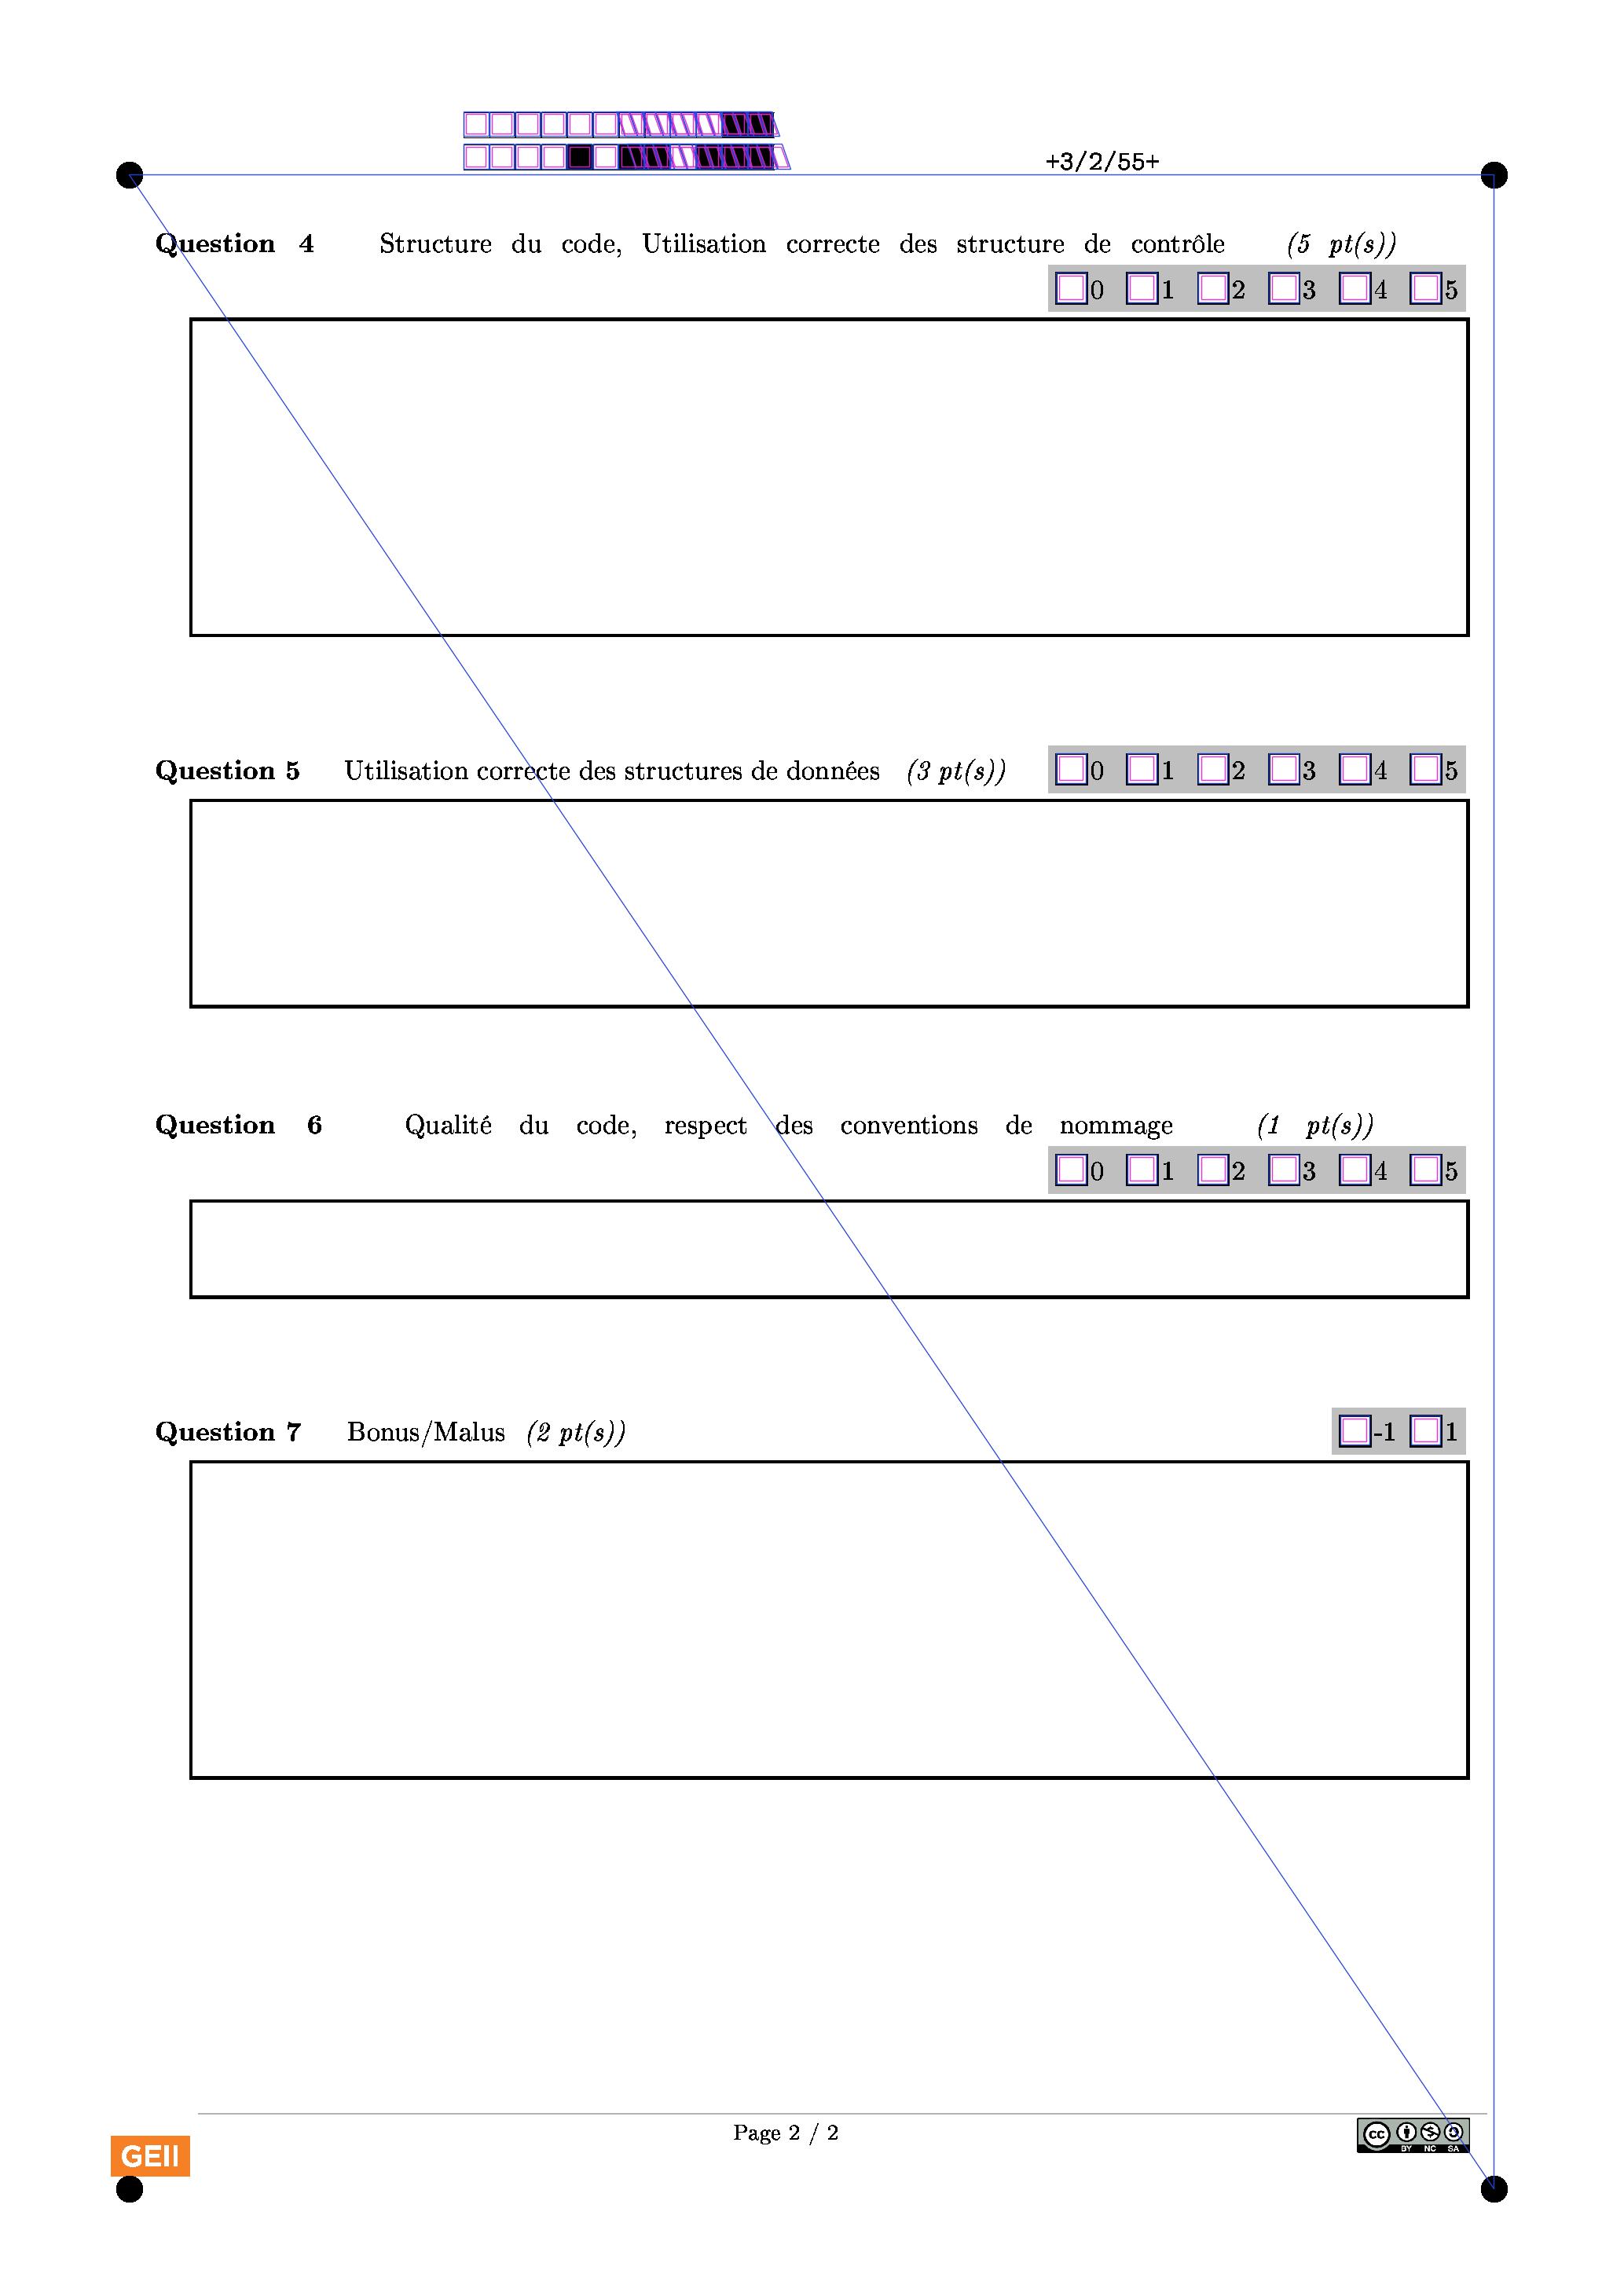 +3/2/55+
Question 4 Structure du code, Utilisation correcte des structure de contrôle (5 pt(s))
0 1 2 3 4 5
Question 5 Utilisation correcte des structures de données (3 pt(s)) 0 1 2 3 4 5
Question 6 Qualité du code, respect des conventions de nommage (1 pt(s))
0 1 2 3 4 5
Question 7 Bonus/Malus (2 pt(s)) -1 1
Page 2 / 2
cc BY NC SA
GEII